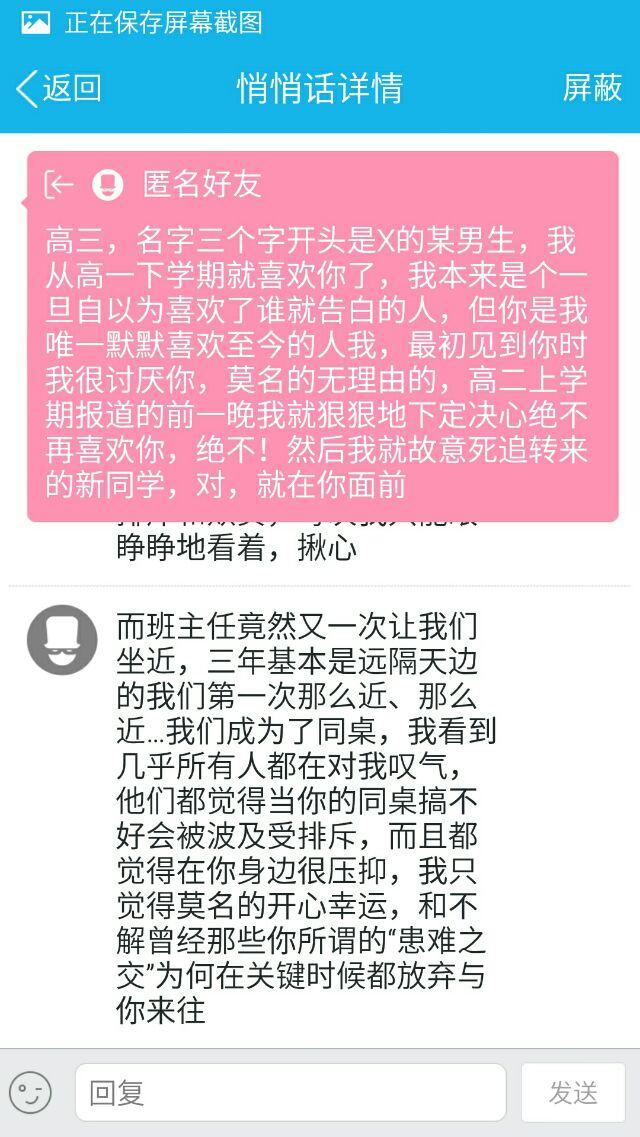 正在保存屏幕截图
返回
悄悄话详情
屏蔽
匿名好友
高三，名字三个字开头是X的某男生，我
从高一下学期就喜欢你了，我本来是个一
旦自以为喜欢了谁就告白的人，但你是我
唯一默默喜欢至今的人我，最初见到你时
我很讨厌你，莫名的无理由的，高二上学
期报道的前一晚我就狠狠地下定决心绝不
再喜欢你，绝不！然后我就故意死追转来
的新同学，对，就在你面前
睁睁地看着，揪心
而班主任竟然又一次让我们
坐近，三年基本是远隔天边
的我们第一次那么近、那么
近...我们成为了同桌，我看到
几乎所有人都在对我叹气，
他们都觉得当你的同桌搞不
好会被波及受排斥，而且都
觉得在你身边很压抑，我只
觉得莫名的开心幸运，和不
解曾经那些你所谓的“患难之
交”为何在关键时候都放弃与
你来往
回复
发送